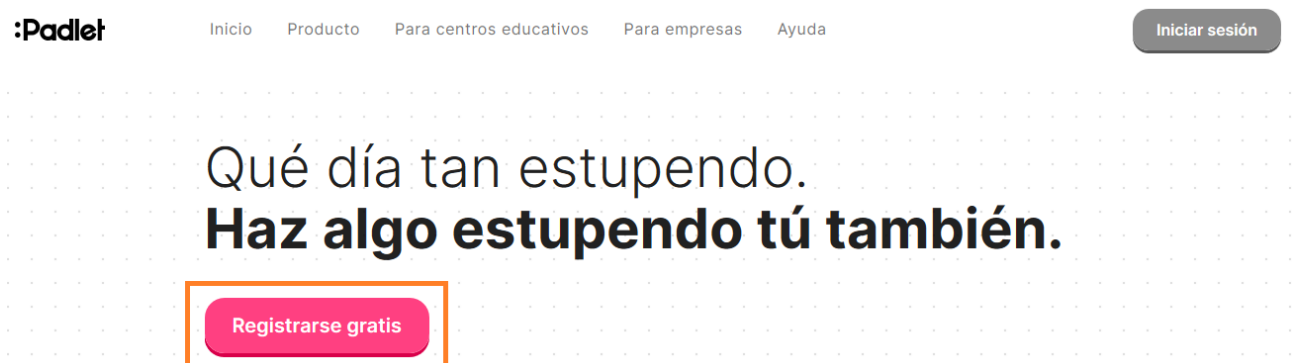 :Padlet Inicio Producto Para centros educativos Para empresas Ayuda Iniciar sesión
Qué día tan estupendo.
Haz algo estupendo tú también.
Registrarse gratis